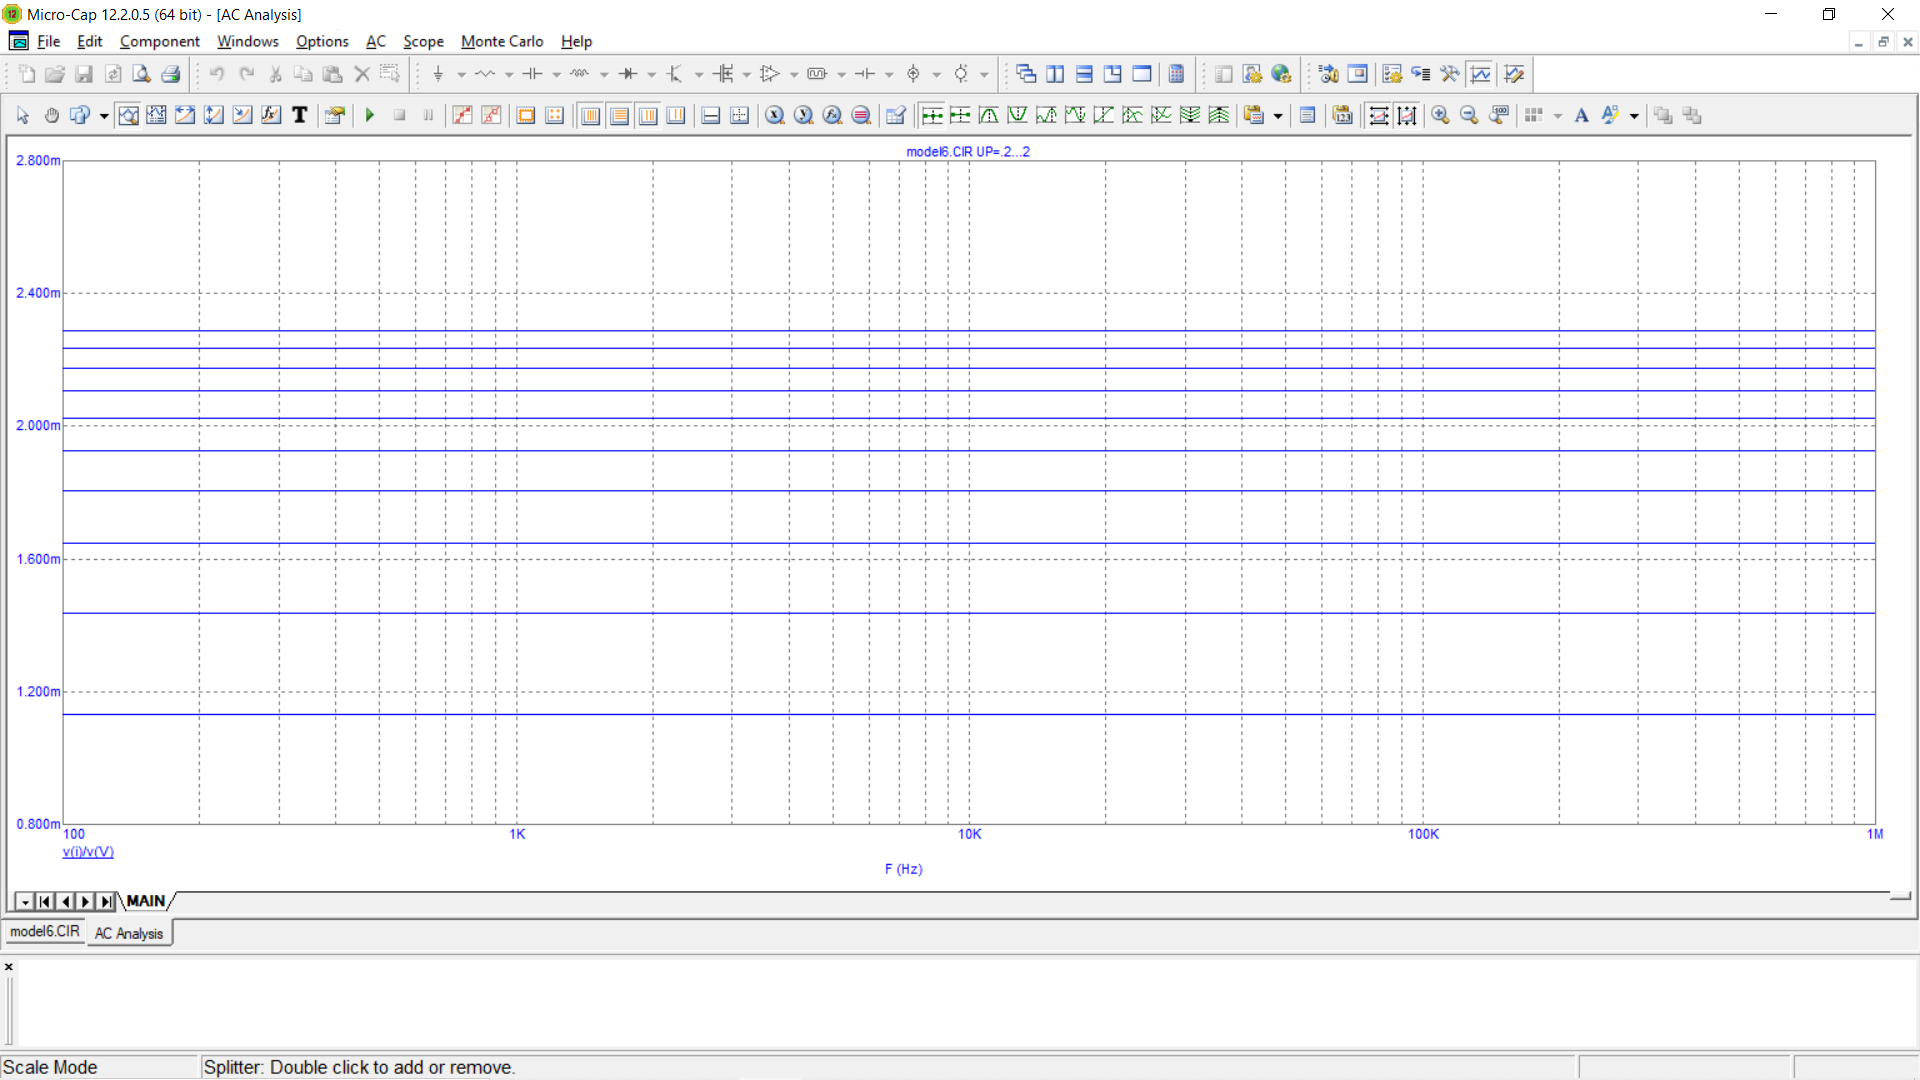 Micro-Cap 12.2.0.5 (64 bit) - [AC Analysis]
File Edit Component Windows Options AC Scope Monte Carlo Help
model6.CIR UP=.2...2
2.800m
2.400m
2.000m
1.600m
1.200m
0.800m
100 1K 10K 100K 1M
v(i)/v(V)
F (Hz)
MAIN
model6.CIR AC Analysis
Scale Mode Splitter: Double click to add or remove.